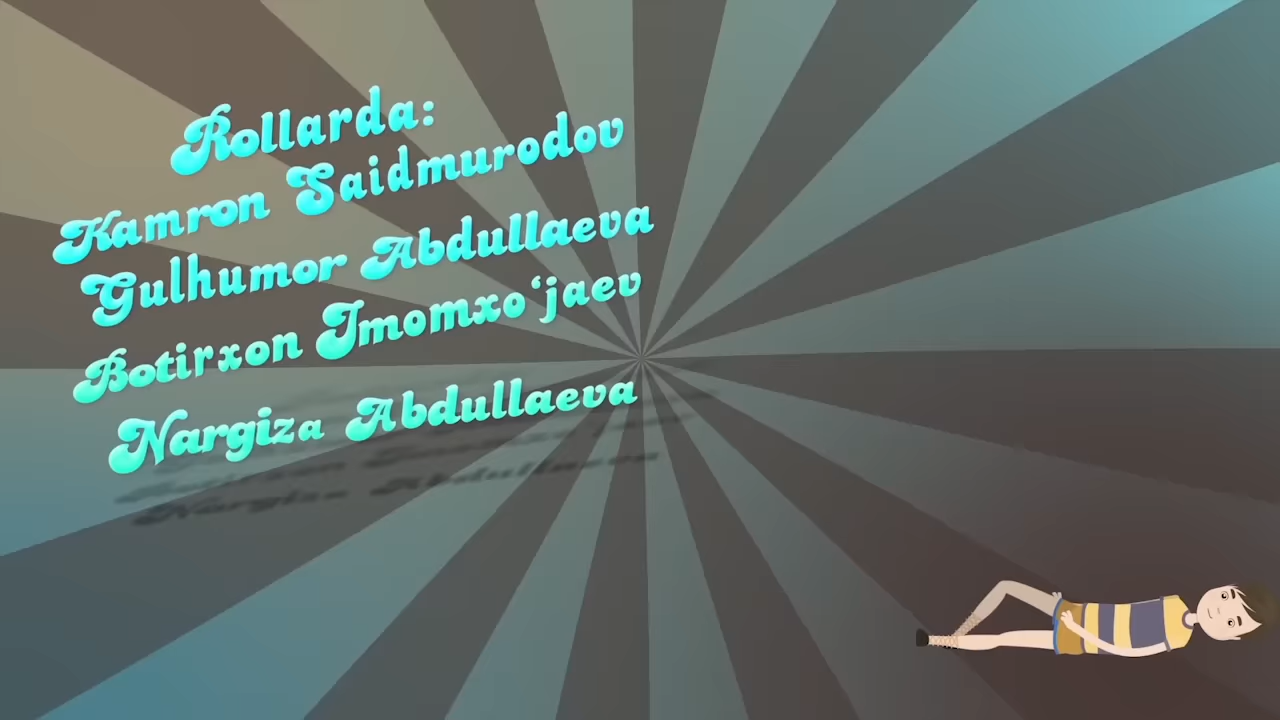 Rollarda:
Kamron Saidmurodov
Gulhumor Abdullaeva
Botirxon Imomxo‘jaev
Nargiza Abdullaeva